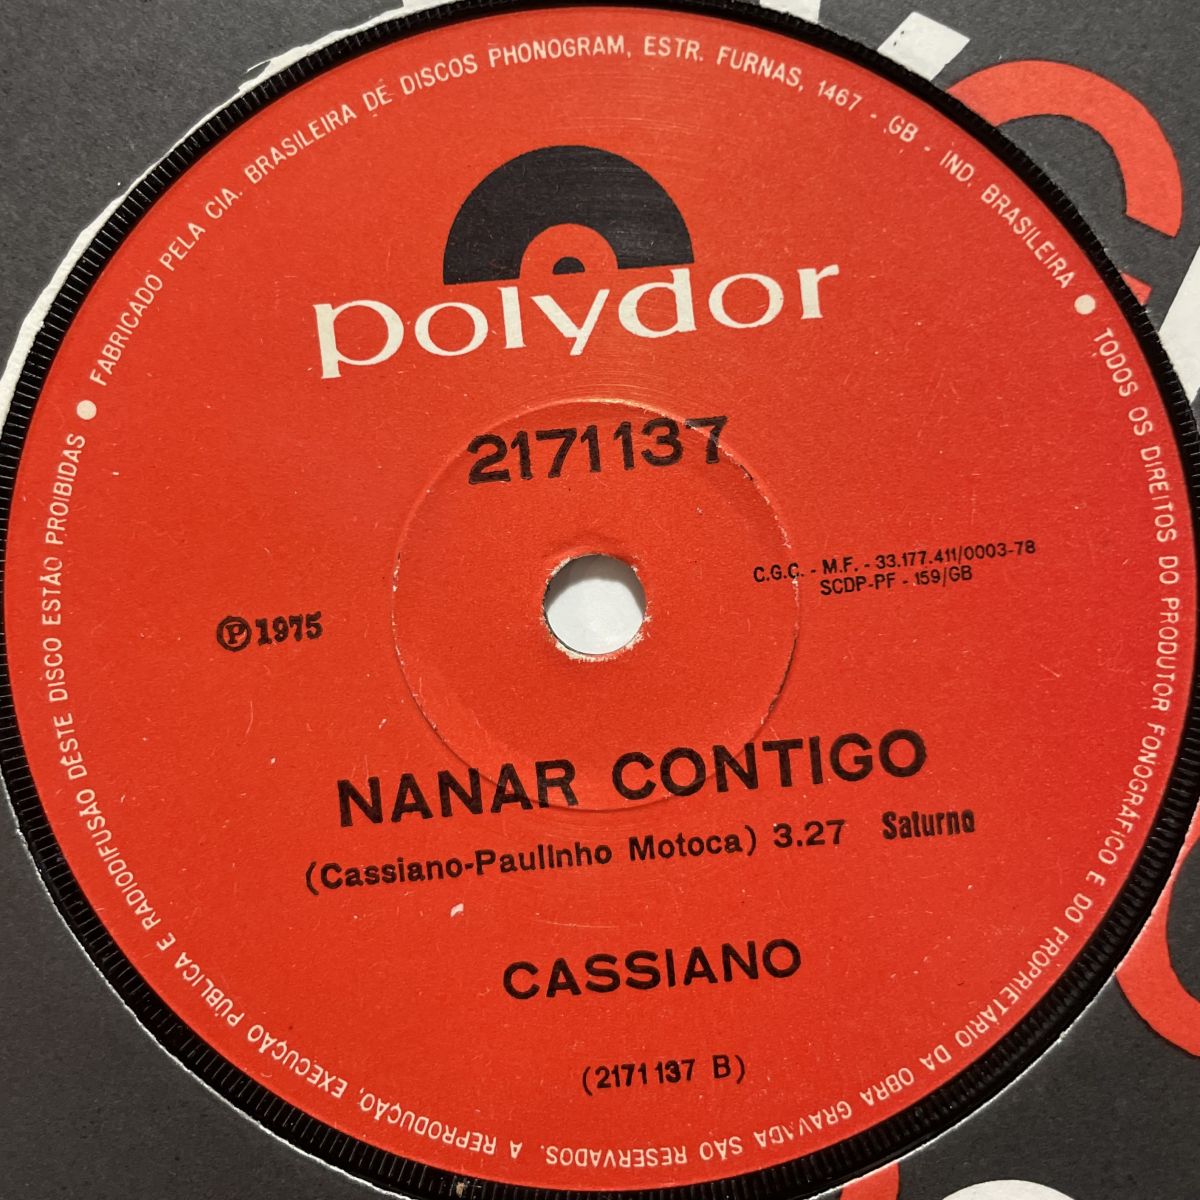 FABRICADO PELA CIA. BRASILEIRA DE DISCOS PHONOGRAM, ESTR. FURNAS, 1467 - GB - IND. BRASILEIRA
TODOS OS DIREITOS DO PRODUTOR FONOGRÁFICO E DO PROPRIETÁRIO DA OBRA GRAVADA SÃO RESERVADOS. A REPRODUÇÃO, EXECUÇÃO PÚBLICA E RADIODIFUSÃO DESTE DISCO ESTÃO PROIBIDAS
polydor
2171137
C.G.C. - M.F. - 33.177.411/0003-78
SCDP-PF - 159/GB
℗1975
NANAR CONTIGO
(Cassiano-Paulinho Motoca) 3.27 Saturno
CASSIANO
(2171137 B)